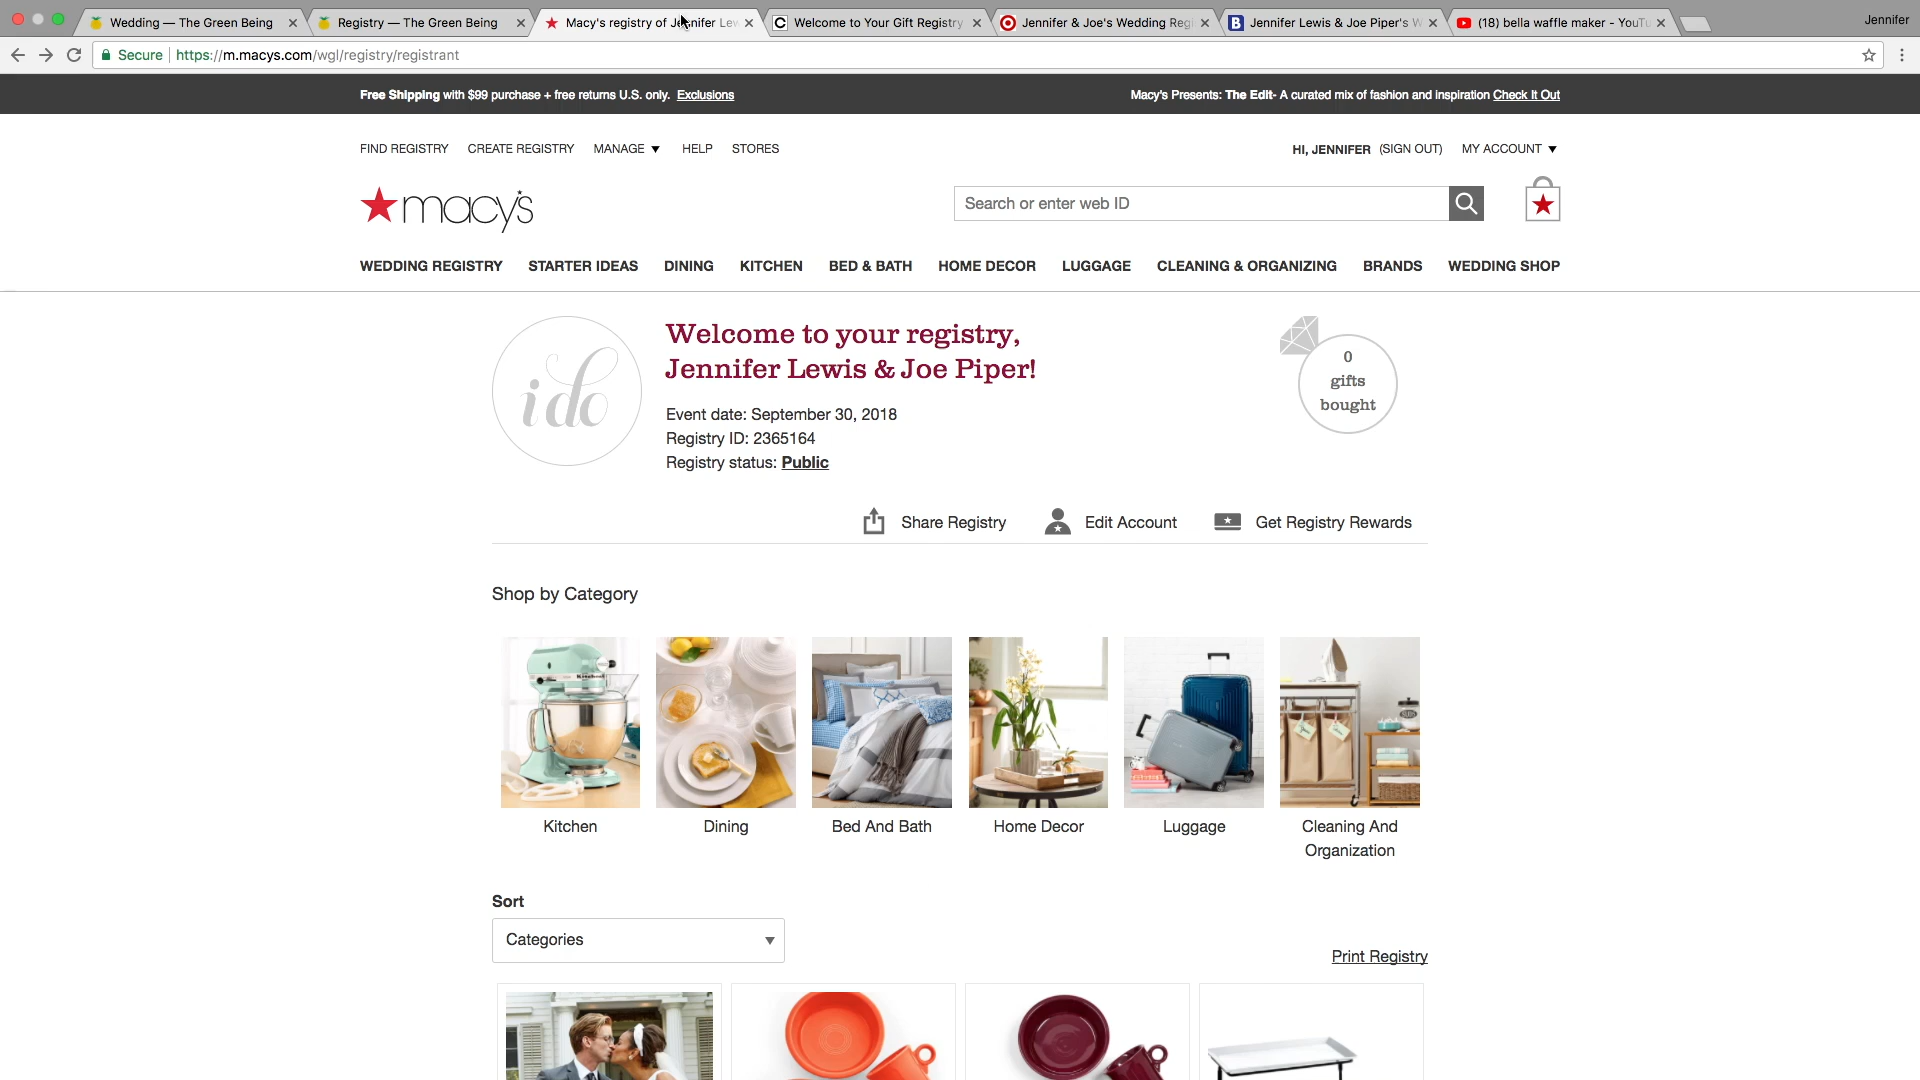 Wedding — The Green Being
Registry — The Green Being
Macy's registry of Jennifer Lew
Welcome to Your Gift Registry
Jennifer & Joe's Wedding Regi
Jennifer Lewis & Joe Piper's W
(18) bella waffle maker - YouTu
Jennifer
Secure
https://m.macys.com/wgl/registry/registrant
Free Shipping with $99 purchase + free returns U.S. only. Exclusions
Macy's Presents: The Edit- A curated mix of fashion and inspiration Check It Out
FIND REGISTRY
CREATE REGISTRY
MANAGE
HELP
STORES
HI, JENNIFER (SIGN OUT)
MY ACCOUNT
macy's
Search or enter web ID
WEDDING REGISTRY
STARTER IDEAS
DINING
KITCHEN
BED & BATH
HOME DECOR
LUGGAGE
CLEANING & ORGANIZING
BRANDS
WEDDING SHOP
i do
Welcome to your registry,
Jennifer Lewis & Joe Piper!
Event date: September 30, 2018
Registry ID: 2365164
Registry status: Public
0
gifts
bought
Share Registry
Edit Account
Get Registry Rewards
Shop by Category
Kitchen
Dining
Bed And Bath
Home Decor
Luggage
Cleaning And
Organization
Sort
Categories
Print Registry